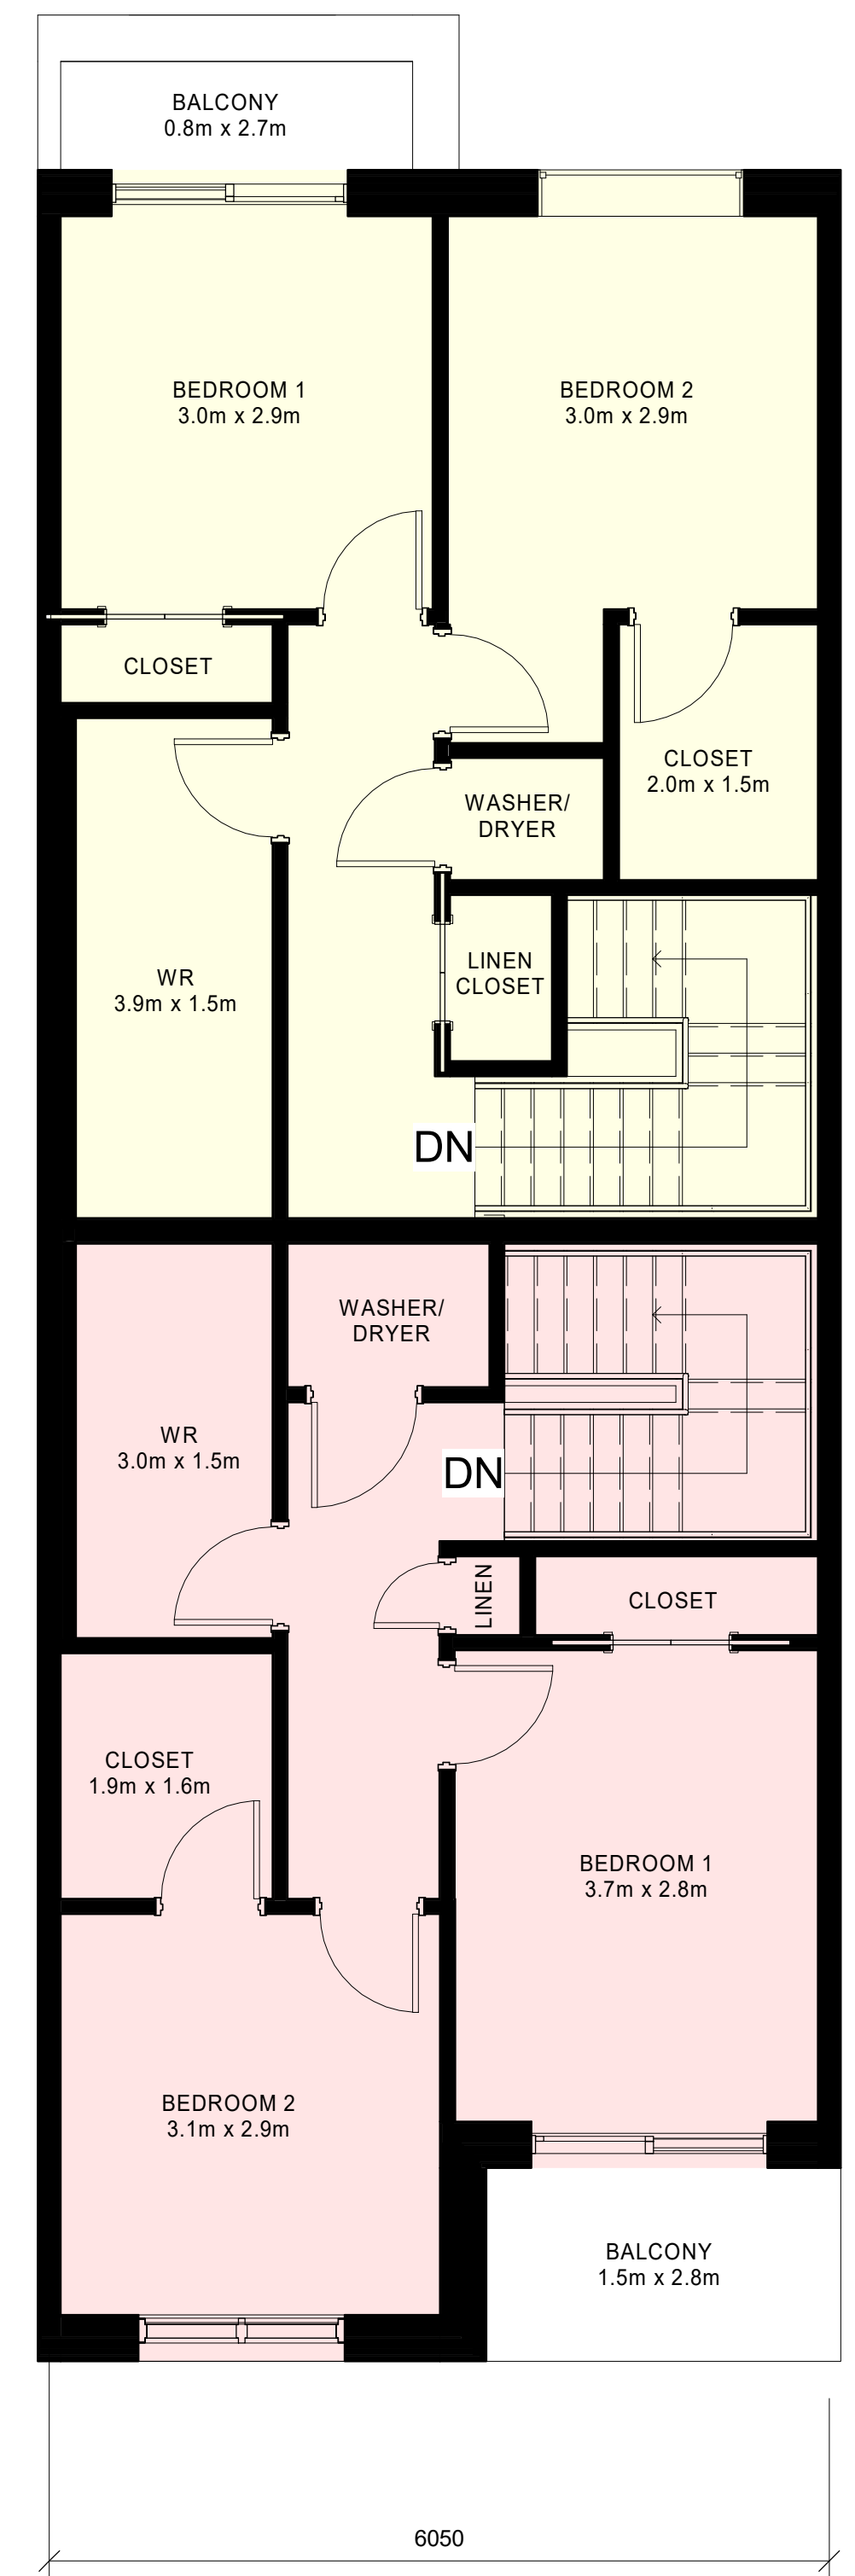 BALCONY
0.8m x 2.7m
BEDROOM 1
3.0m x 2.9m
BEDROOM 2
3.0m x 2.9m
CLOSET
CLOSET
2.0m x 1.5m
WASHER/
DRYER
LINEN
CLOSET
WR
3.9m x 1.5m
DN
WASHER/
DRYER
WR
3.0m x 1.5m
DN
LINEN
CLOSET
CLOSET
1.9m x 1.6m
BEDROOM 1
3.7m x 2.8m
BEDROOM 2
3.1m x 2.9m
BALCONY
1.5m x 2.8m
6050